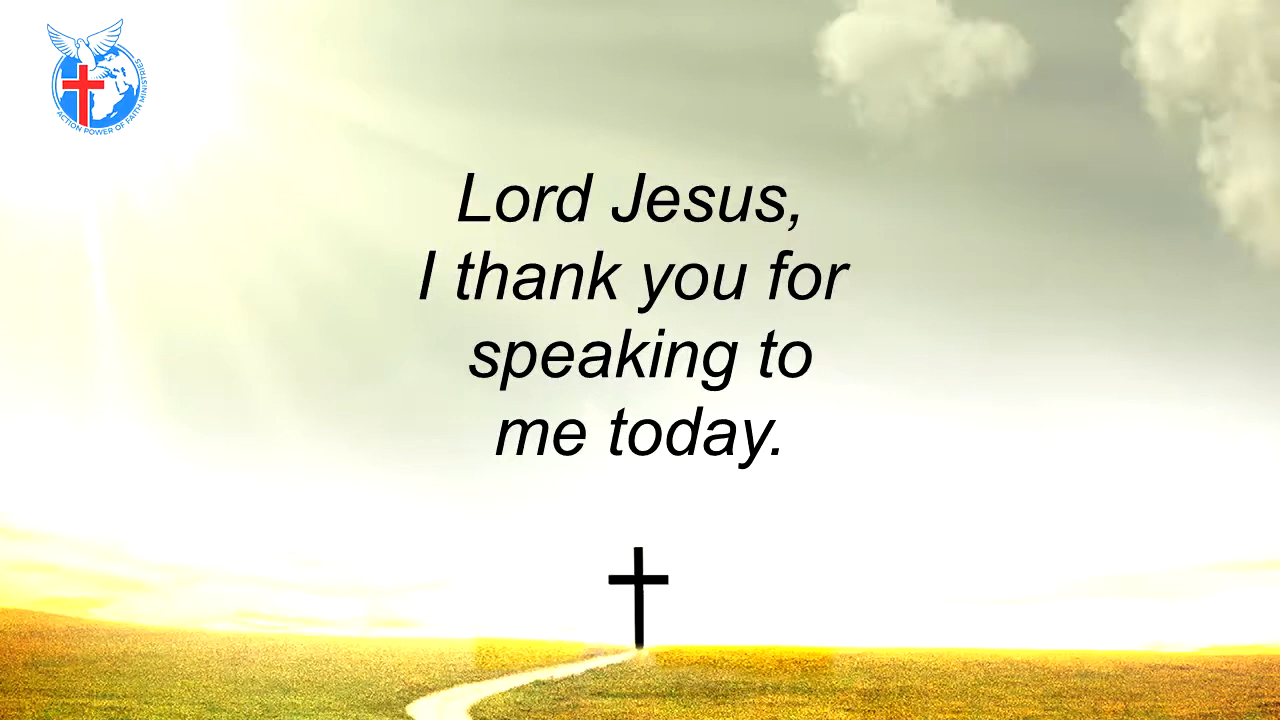 ACTION POWER OF FAITH MINISTRIES
Lord Jesus,
I thank you for
speaking to
me today.